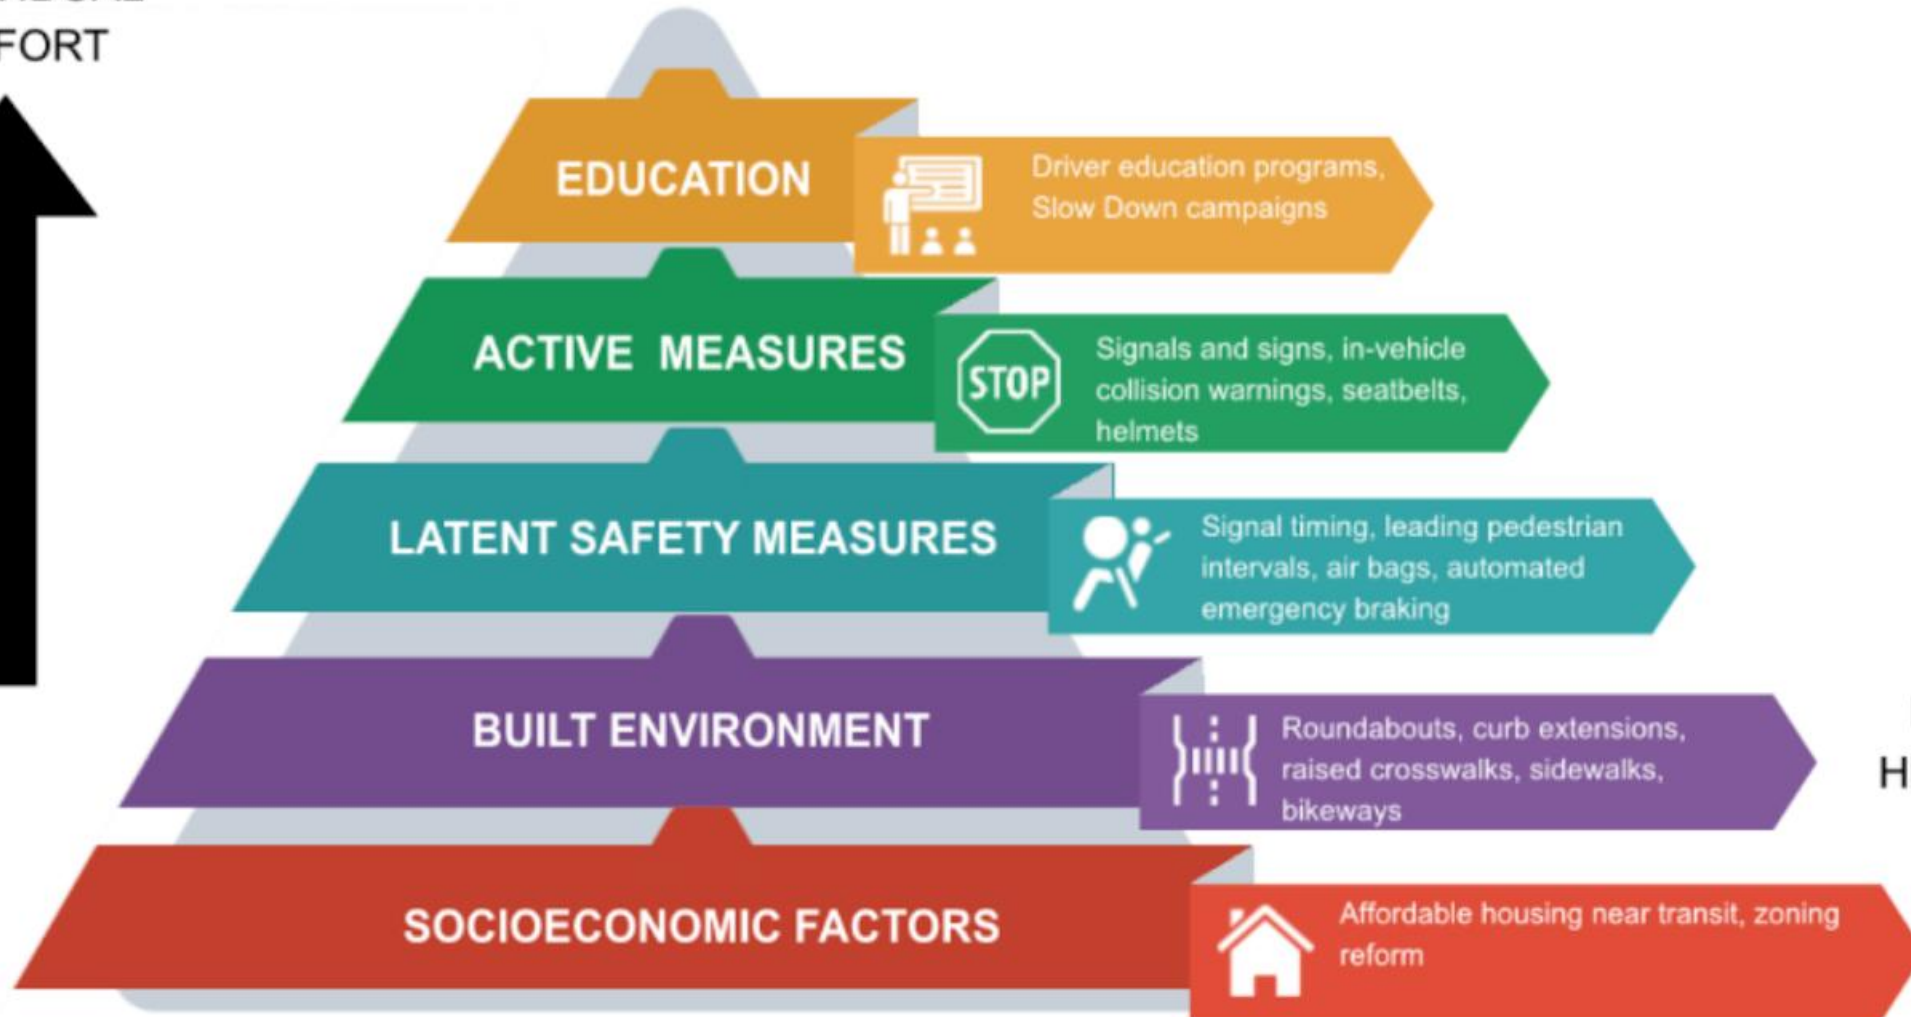 FORT
EDUCATION
Driver education programs,
Slow Down campaigns
ACTIVE MEASURES
STOP
Signals and signs, in-vehicle
collision warnings, seatbelts,
helmets
LATENT SAFETY MEASURES
Signal timing, leading pedestrian
intervals, air bags, automated
emergency braking
BUILT ENVIRONMENT
Roundabouts, curb extensions,
raised crosswalks, sidewalks,
bikeways
H
SOCIOECONOMIC FACTORS
Affordable housing near transit, zoning
reform